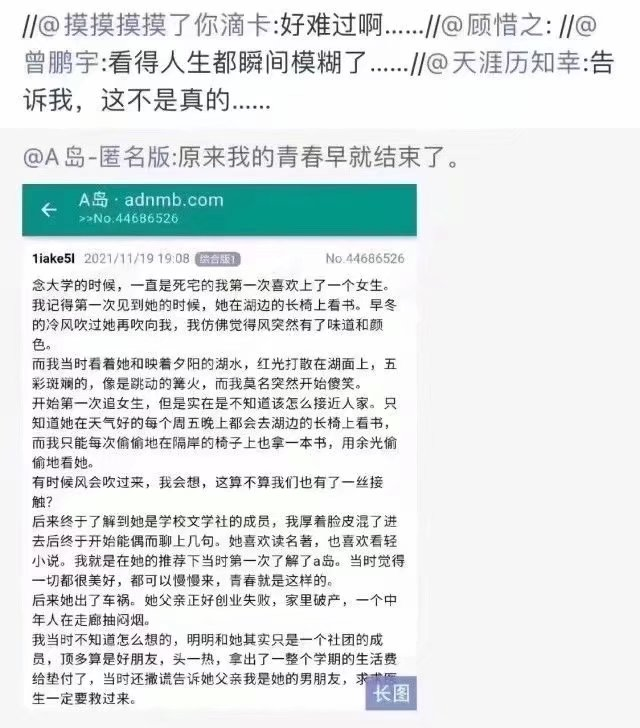 //@摸摸摸摸了你滴卡:好难过啊……//@顾惜之: //@
曾鹏宇:看得人生都瞬间模糊了……//@天涯历知幸:告
诉我，这不是真的……
@A岛-匿名版:原来我的青春早就结束了。
A岛 · adnmb.com
>>No.44686526
1iake5l 2021/11/19 19:08 综合版1 No.44686526
念大学的时候，一直是死宅的我第一次喜欢上了一个女生。
我记得第一次见到她的时候，她在湖边的长椅上看书。早冬
的冷风吹过她再吹向我，我仿佛觉得风突然有了味道和颜
色。
而我当时看着她和映着夕阳的湖水，红光打散在湖面上，五
彩斑斓的，像是跳动的篝火，而我莫名突然开始傻笑。
开始第一次追女生，但是实在是不知道该怎么接近人家。只
知道她在天气好的每个周五晚上都会去湖边的长椅上看书，
而我只能每次偷偷地在隔岸的椅子上也拿一本书，用余光偷
偷地看她。
有时候风会吹过来，我会想，这算不算我们也有了一丝接
触？
后来终于了解到她是学校文学社的成员，我厚着脸皮混了进
去后终于开始能偶而聊上几句。她喜欢读名著，也喜欢看轻
小说。我就是在她的推荐下当时第一次了解了a岛。当时觉得
一切都很美好，都可以慢慢来，青春就是这样的。
后来她出了车祸。她父亲正好创业失败，家里破产，一个中
年人在走廊抽闷烟。
我当时不知道怎么想的，明明和她其实只是一个社团的成
员，顶多算是好朋友，头一热，拿出了一整个学期的生活费
给垫付了，当时还撒谎告诉她父亲我是她的男朋友，求求医
生一定要救过来。
长图